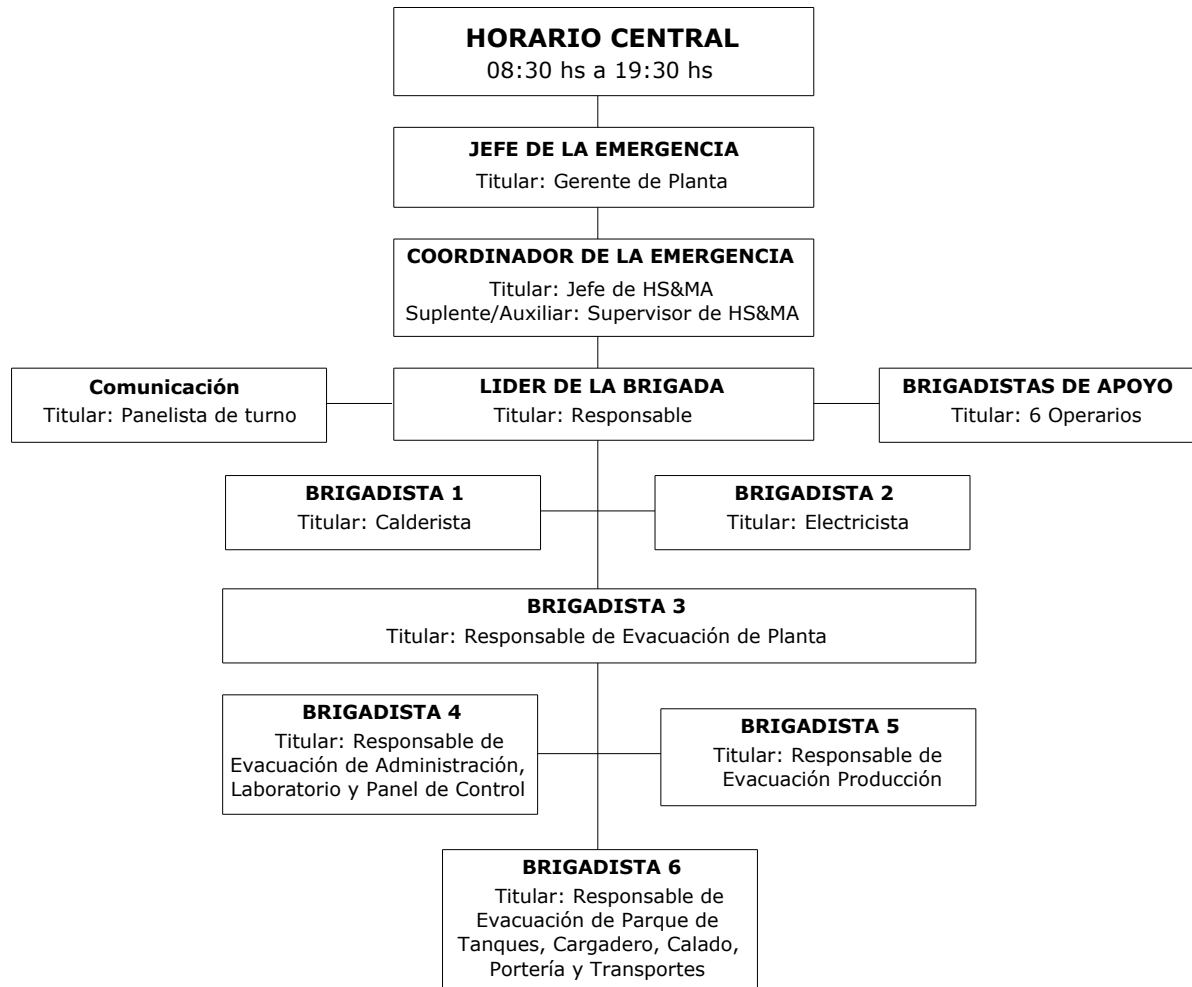 HORARIO CENTRAL
08:30 hs a 19:30 hs
JEFE DE LA EMERGENCIA
Titular: Gerente de Planta
COORDINADOR DE LA EMERGENCIA
Titular: Jefe de HS&MA
Suplente/Auxiliar: Supervisor de HS&MA
Comunicación
Titular: Panelista de turno
LIDER DE LA BRIGADA
Titular: Responsable
BRIGADISTAS DE APOYO
Titular: 6 Operarios
BRIGADISTA 1
Titular: Calderista
BRIGADISTA 2
Titular: Electricista
BRIGADISTA 3
Titular: Responsable de Evacuación de Planta
BRIGADISTA 4
Titular: Responsable de
Evacuación de Administración,
Laboratorio y Panel de Control
BRIGADISTA 5
Titular: Responsable de
Evacuación Producción
BRIGADISTA 6
Titular: Responsable de
Evacuación de Parque de
Tanques, Cargadero, Calado,
Portería y Transportes